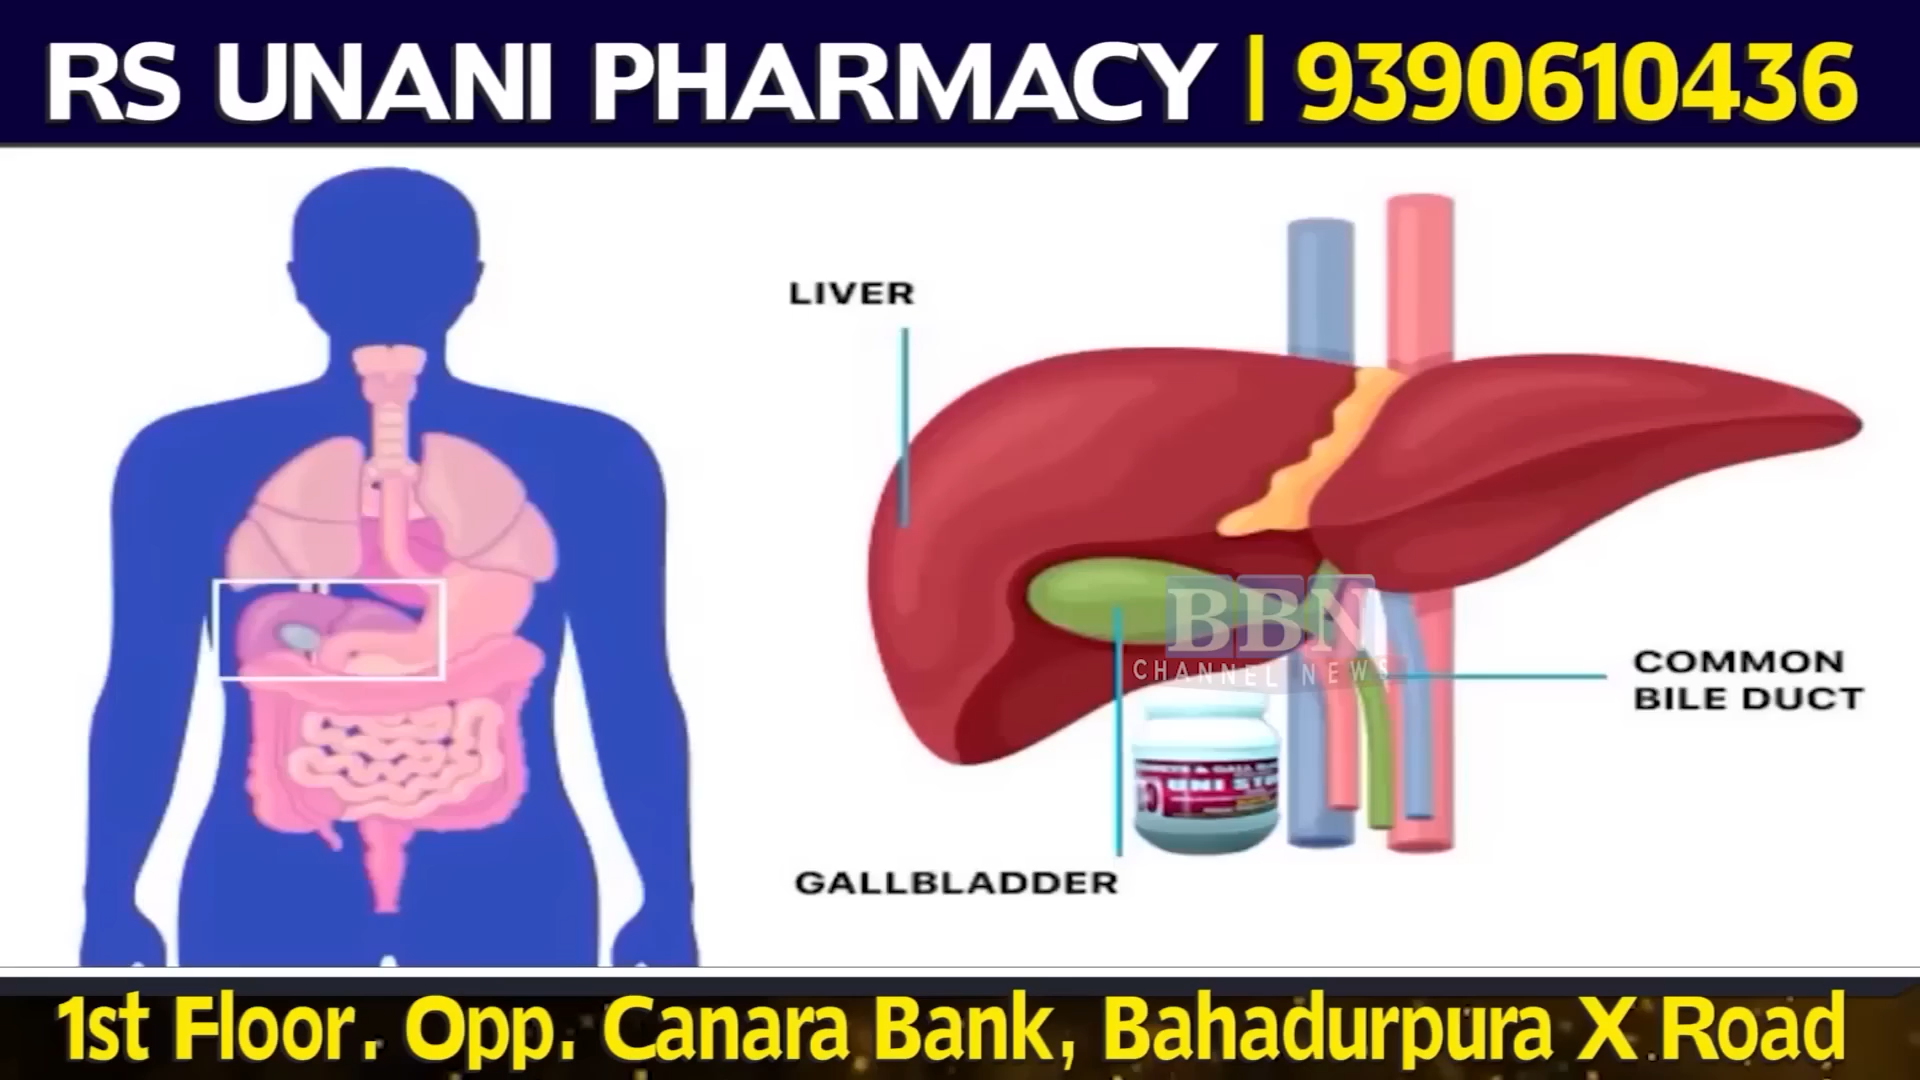 RS UNANI PHARMACY | 9390610436
LIVER
BBN
CHANNEL NEWS
COMMON
BILE DUCT
UNI
GALLBLADDER
1st Floor. Opp. Canara Bank, Bahadurpura X Road